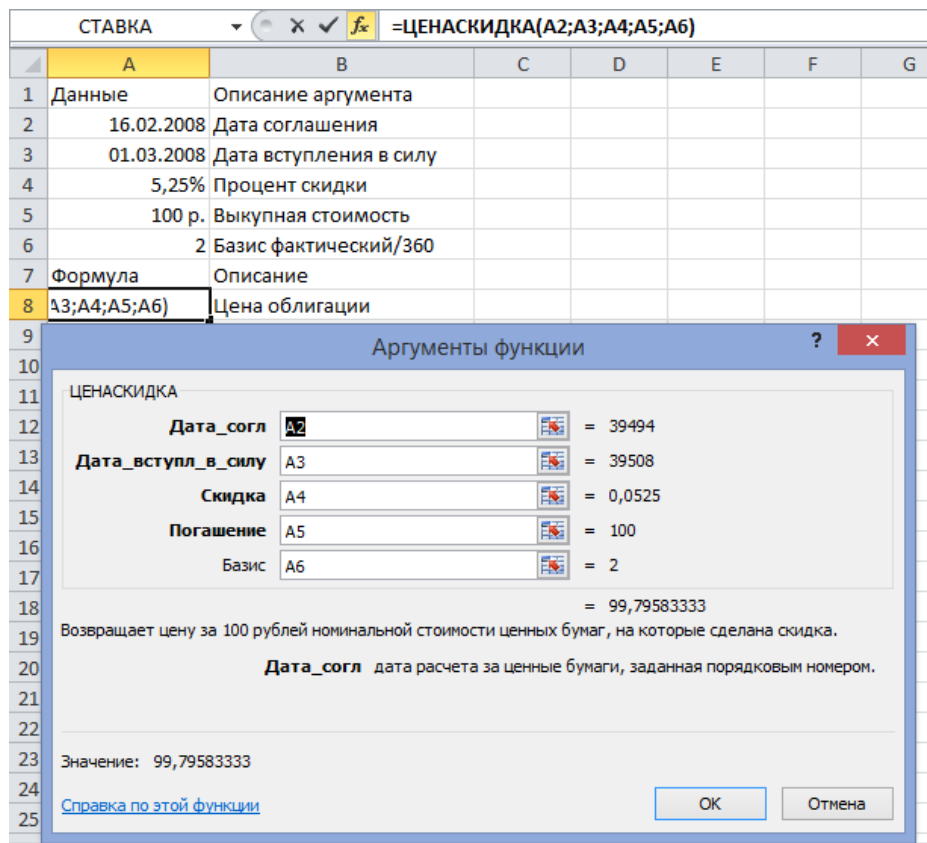 СТАВКА =ЦЕНАСКИДКА(A2;A3;A4;A5;A6)
A B C D E F G
1 Данные Описание аргумента
2 16.02.2008 Дата соглашения
3 01.03.2008 Дата вступления в силу
4 5,25% Процент скидки
5 100 р. Выкупная стоимость
6 2 Базис фактический/360
7 Формула Описание
8 A3;A4;A5;A6) Цена облигации
9
Аргументы функции ? ×
10
11 ЦЕНАСКИДКА
12 Дата_согл A2 = 39494
13 Дата_вступл_в_силу A3 = 39508
14 Скидка A4 = 0,0525
15 Погашение A5 = 100
16
17 Базис A6 = 2
18 = 99,79583333
19 Возвращает цену за 100 рублей номинальной стоимости ценных бумаг, на которые сделана скидка.
20 Дата_согл дата расчета за ценные бумаги, заданная порядковым номером.
21
22
23 Значение: 99,79583333
24 Справка по этой функции OK Отмена
25